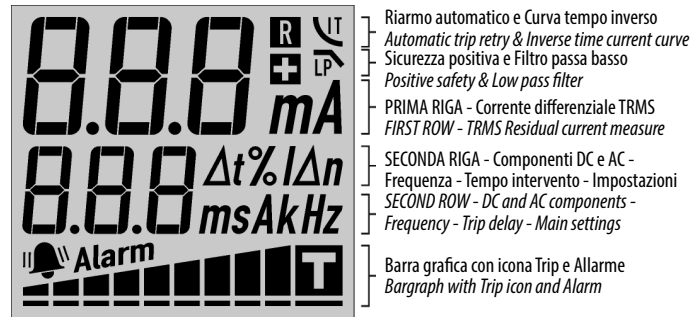 8.8.8 R IT
LP
mA
8.8.8 Δt%IΔn
msAkHz
Alarm
T
Riarmo automatico e Curva tempo inverso
Automatic trip retry & Inverse time current curve
Sicurezza positiva e Filtro passa basso
Positive safety & Low pass filter
PRIMA RIGA - Corrente differenziale TRMS
FIRST ROW - TRMS Residual current measure
SECONDA RIGA - Componenti DC e AC -
Frequenza - Tempo intervento - Impostazioni
SECOND ROW - DC and AC components -
Frequency - Trip delay - Main settings
Barra grafica con icona Trip e Allarme
Bargraph with Trip icon and Alarm